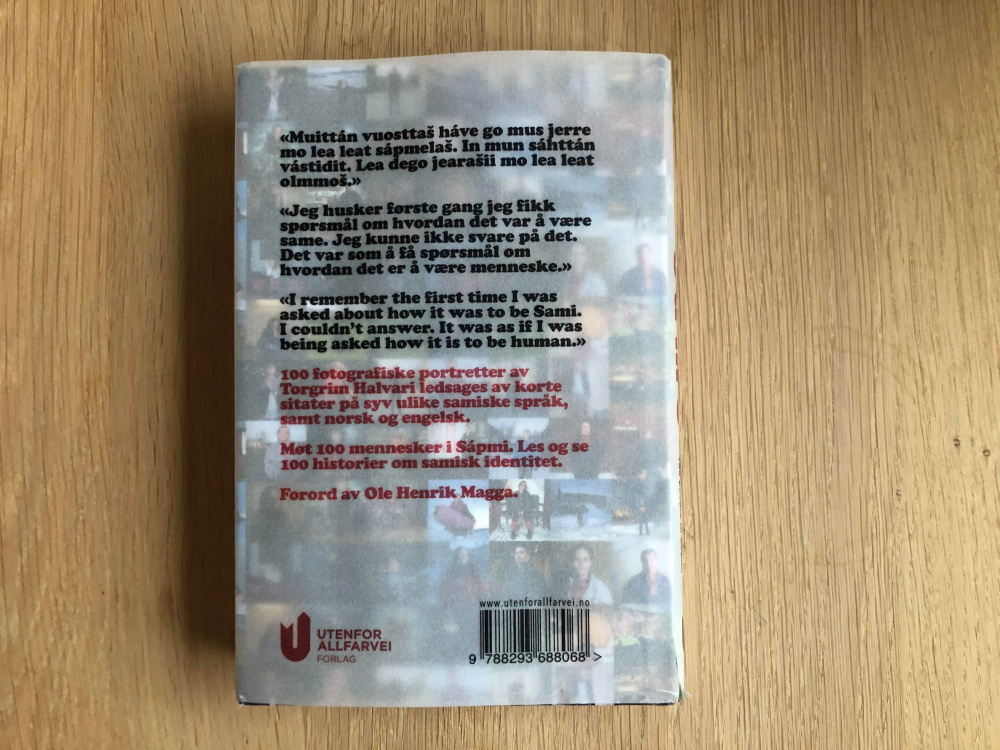 «Muittán vuosttaš háve go mus jerre
mo lea leat sápmelaš. In mun sáhttán
vástidit. Lea dego jearašii mo lea leat
olmmoš.»
«Jeg husker første gang jeg fikk
spørsmål om hvordan det var å være
same. Jeg kunne ikke svare på det.
Det var som å få spørsmål om
hvordan det er å være menneske.»
«I remember the first time I was
asked about how it was to be Sami.
I couldn't answer. It was as if I was
being asked how it is to be human.»
100 fotografiske portretter av
Torgrim Halvari ledsages av korte
sitater på syv ulike samiske språk,
samt norsk og engelsk.
Møt 100 mennesker i Sápmi. Les og se
100 historier om samisk identitet.
Forord av Ole Henrik Magga.
www.utenforallfarvei.no
UTENFOR
ALLFARVEI
FORLAG
9 788293 688068 >